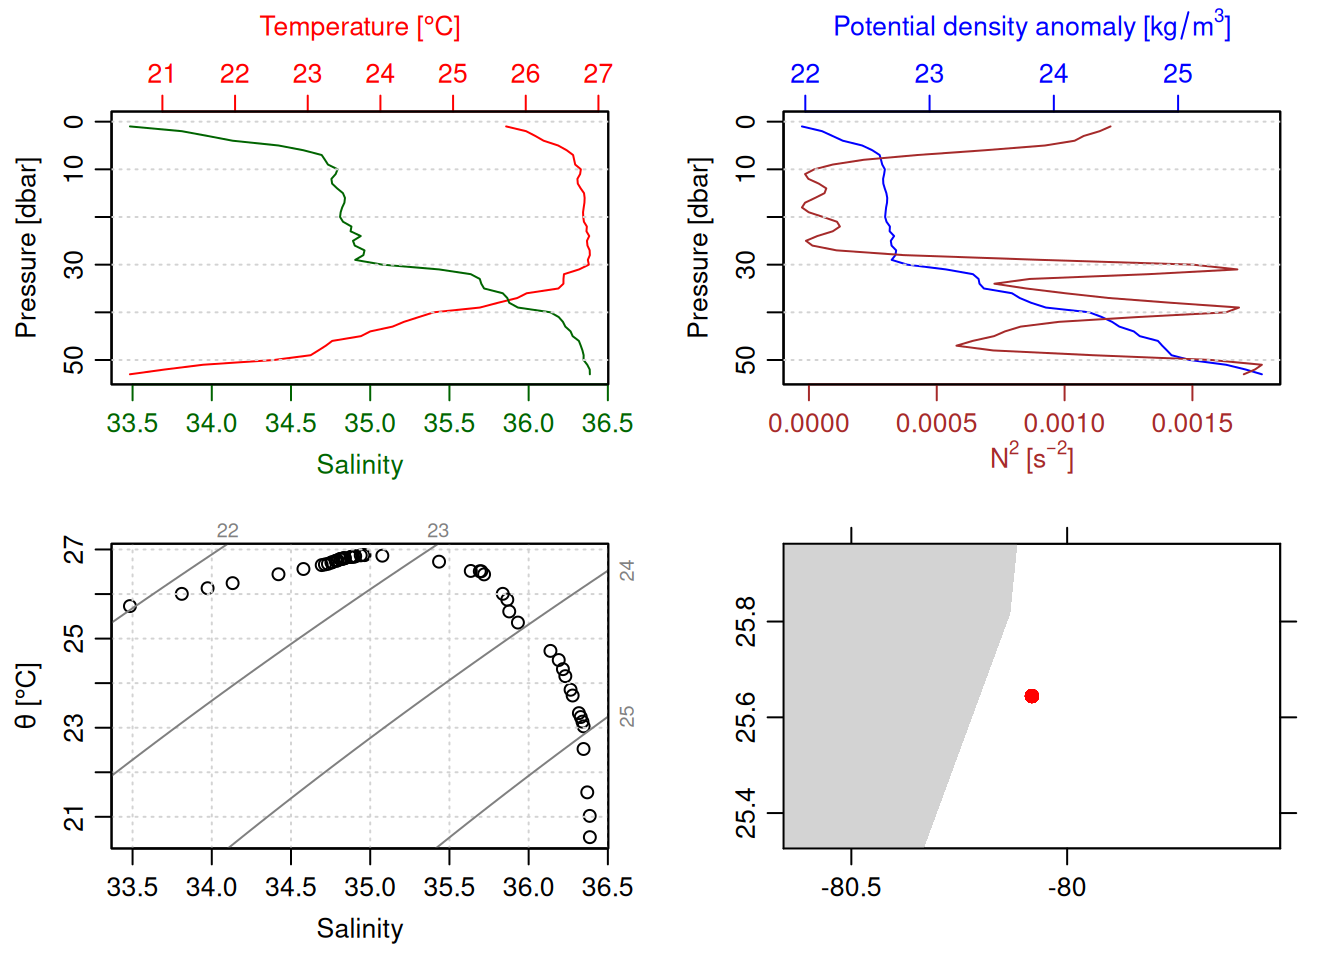 Temperature [°C]
21 22 23 24 25 26 27
Pressure [dbar]
0
10
30
50
33.5 34.0 34.5 35.0 35.5 36.0 36.5
Salinity
Potential density anomaly [kg/m³]
22 23 24 25
Pressure [dbar]
0
10
30
50
0.0000 0.0005 0.0010 0.0015
N² [s⁻²]
22 23
24
25
θ [°C]
27
25
23
21
33.5 34.0 34.5 35.0 35.5 36.0 36.5
Salinity
25.8
25.6
25.4
-80.5 -80